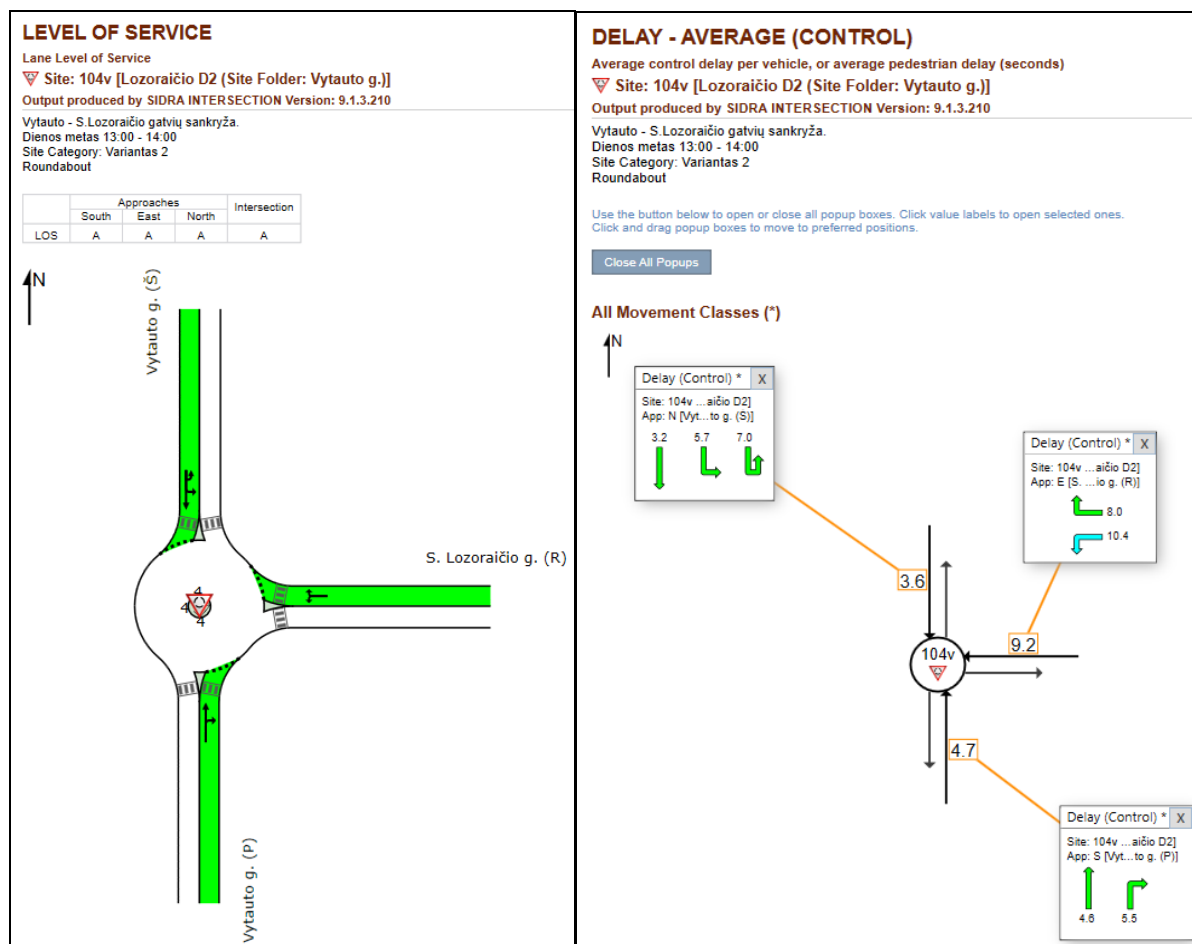 LEVEL OF SERVICE
Lane Level of Service
Site: 104v [Lozoraičio D2 (Site Folder: Vytauto g.)]
Output produced by SIDRA INTERSECTION Version: 9.1.3.210
Vytauto - S.Lozoraičio gatvių sankryža.
Dienos metas 13:00 - 14:00
Site Category: Variantas 2
Roundabout
Approaches Intersection
South East North
LOS A A A A
N
Vytauto g. (Š)
S. Lozoraičio g. (R)
4
4
4
Vytauto g. (P)
DELAY - AVERAGE (CONTROL)
Average control delay per vehicle, or average pedestrian delay (seconds)
Site: 104v [Lozoraičio D2 (Site Folder: Vytauto g.)]
Output produced by SIDRA INTERSECTION Version: 9.1.3.210
Vytauto - S.Lozoraičio gatvių sankryža.
Dienos metas 13:00 - 14:00
Site Category: Variantas 2
Roundabout
Use the button below to open or close all popup boxes. Click value labels to open selected ones.
Click and drag popup boxes to move to preferred positions.
Close All Popups
All Movement Classes (*)
N
Delay (Control) * X
Site: 104v ...aičio D2]
App: N [Vyt...to g. (Š)]
3.2 5.7 7.0
Delay (Control) * X
Site: 104v ...aičio D2]
App: E [S. ...io g. (R)]
8.0
10.4
3.6
9.2
104v
4.7
Delay (Control) * X
Site: 104v ...aičio D2]
App: S [Vyt...to g. (P)]
4.6 5.5